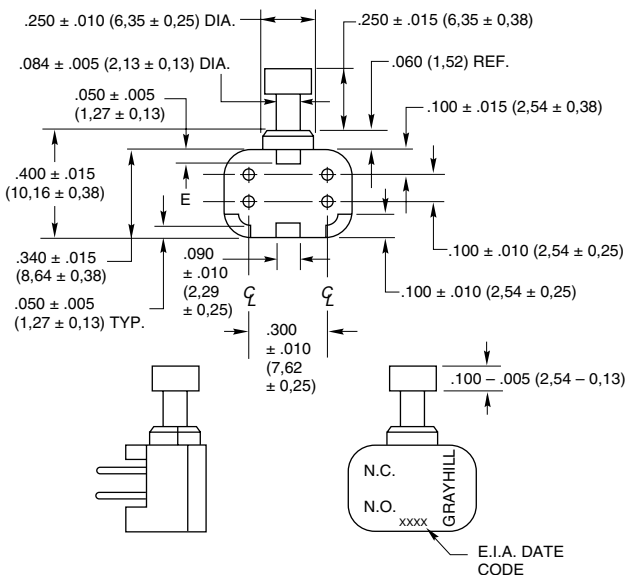 .250 ± .010 (6,35 ± 0,25) DIA.
.250 ± .015 (6,35 ± 0,38)
.084 ± .005 (2,13 ± 0,13) DIA.
.060 (1,52) REF.
.050 ± .005
(1,27 ± 0,13)
.100 ± .015 (2,54 ± 0,38)
.400 ± .015
(10,16 ± 0,38)
E
.340 ± .015
(8,64 ± 0,38)
.090
± .010
(2,29
± 0,25)
.100 ± .010 (2,54 ± 0,25)
.050 ± .005
(1,27 ± 0,13) TYP.
℄
℄
.100 ± .010 (2,54 ± 0,25)
.300
± .010
(7,62
± 0,25)
.100 – .005 (2,54 – 0,13)
N.C.
N.O.
xxxx
GRAYHILL
E.I.A. DATE
CODE